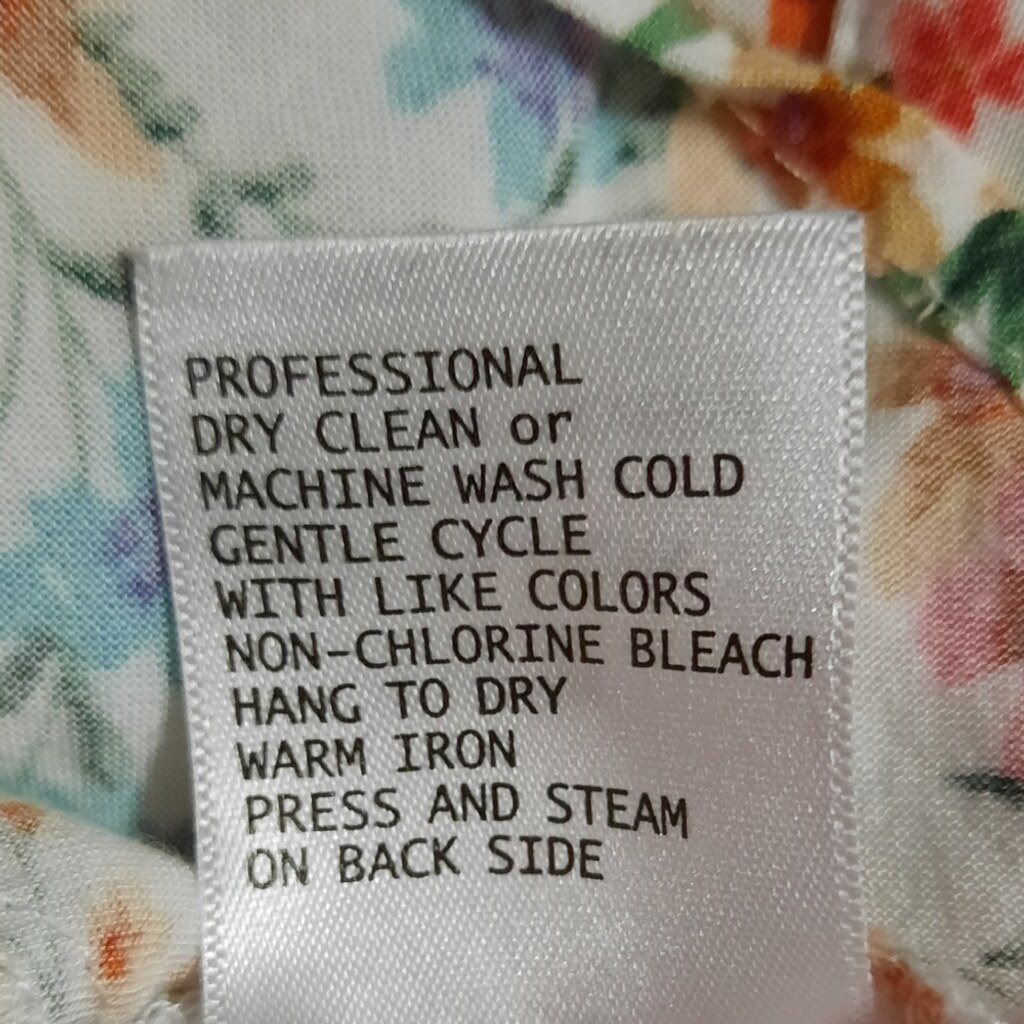 PROFESSIONAL
DRY CLEAN or
MACHINE WASH COLD
GENTLE CYCLE
WITH LIKE COLORS
NON-CHLORINE BLEACH
HANG TO DRY
WARM IRON
PRESS AND STEAM
ON BACK SIDE